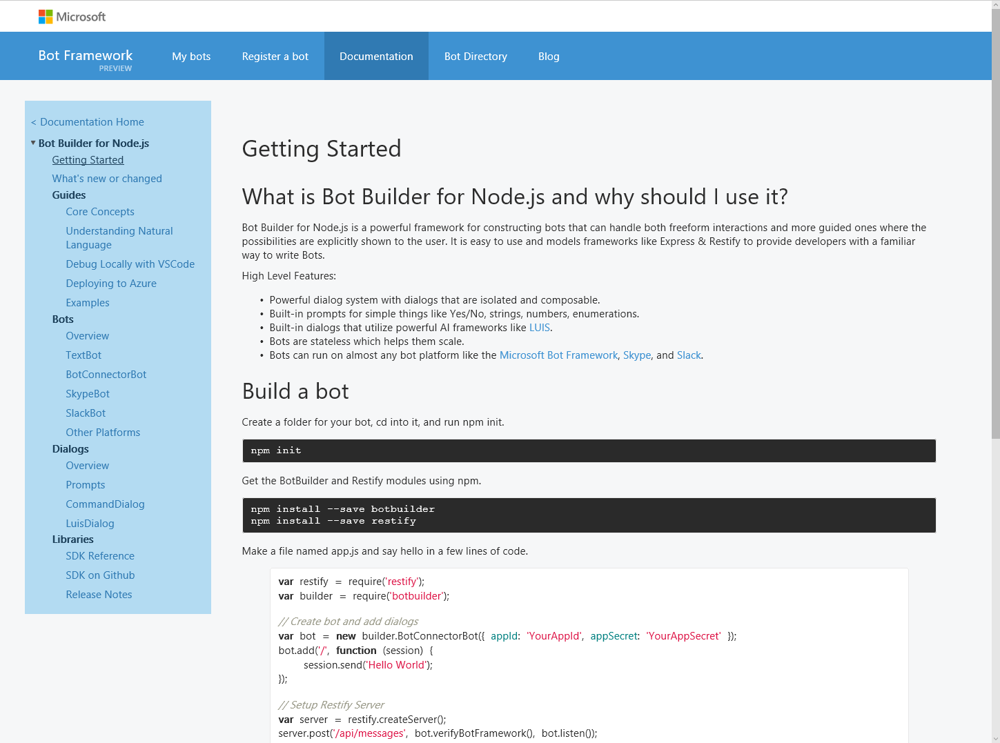 Microsoft
Bot Framework
PREVIEW
My bots
Register a bot
Documentation
Bot Directory
Blog
< Documentation Home
Bot Builder for Node.js
Getting Started
What's new or changed
Guides
Core Concepts
Understanding Natural
Language
Debug Locally with VSCode
Deploying to Azure
Examples
Bots
Overview
TextBot
BotConnectorBot
SkypeBot
SlackBot
Other Platforms
Dialogs
Overview
Prompts
CommandDialog
LuisDialog
Libraries
SDK Reference
SDK on Github
Release Notes
Getting Started
What is Bot Builder for Node.js and why should I use it?
Bot Builder for Node.js is a powerful framework for constructing bots that can handle both freeform interactions and more guided ones where the
possibilities are explicitly shown to the user. It is easy to use and models frameworks like Express & Restify to provide developers with a familiar
way to write Bots.
High Level Features:
• Powerful dialog system with dialogs that are isolated and composable.
• Built-in prompts for simple things like Yes/No, strings, numbers, enumerations.
• Built-in dialogs that utilize powerful AI frameworks like LUIS.
• Bots are stateless which helps them scale.
• Bots can run on almost any bot platform like the Microsoft Bot Framework, Skype, and Slack.
Build a bot
Create a folder for your bot, cd into it, and run npm init.
npm init
Get the BotBuilder and Restify modules using npm.
npm install --save botbuilder
npm install --save restify
Make a file named app.js and say hello in a few lines of code.
var restify = require('restify');
var builder = require('botbuilder');
// Create bot and add dialogs
var bot = new builder.BotConnectorBot({ appId: 'YourAppId', appSecret: 'YourAppSecret' });
bot.add('/', function (session) {
session.send('Hello World');
});
// Setup Restify Server
var server = restify.createServer();
server.post('/api/messages', bot.verifyBotFramework(), bot.listen());